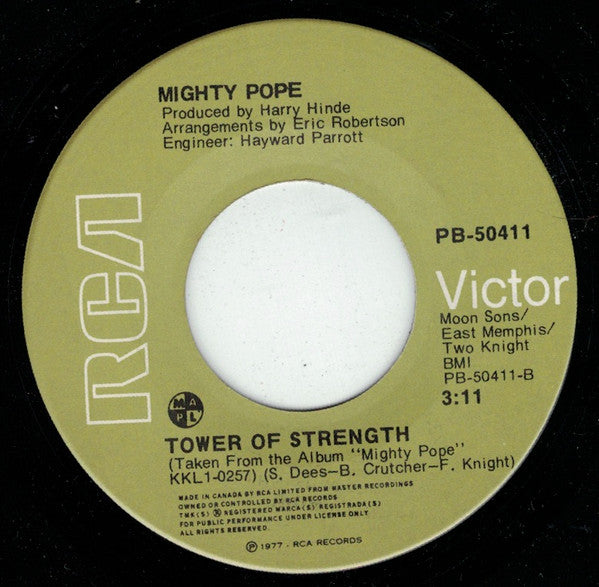 MIGHTY POPE
Produced by Harry Hinde
Arrangements by Eric Robertson
Engineer: Hayward Parrott
RCA
PB-50411
Victor
Moon Sons/
East Memphis/
Two Knight
BMI
PB-50411-B
3:11
M A
P L
TOWER OF STRENGTH
(Taken From the Album "Mighty Pope"
KKL1-0257) (S. Dees-B. Crutcher-F. Knight)
MADE IN CANADA BY RCA LIMITED FROM MASTER RECORDINGS
OWNED OR CONTROLLED BY RCA RECORDS
TMK(S) ® REGISTERED MARCA(S) REGISTRADA(S)
FOR PUBLIC PERFORMANCE UNDER LICENSE ONLY
ALL RIGHTS RESERVED.
℗ 1977 - RCA RECORDS